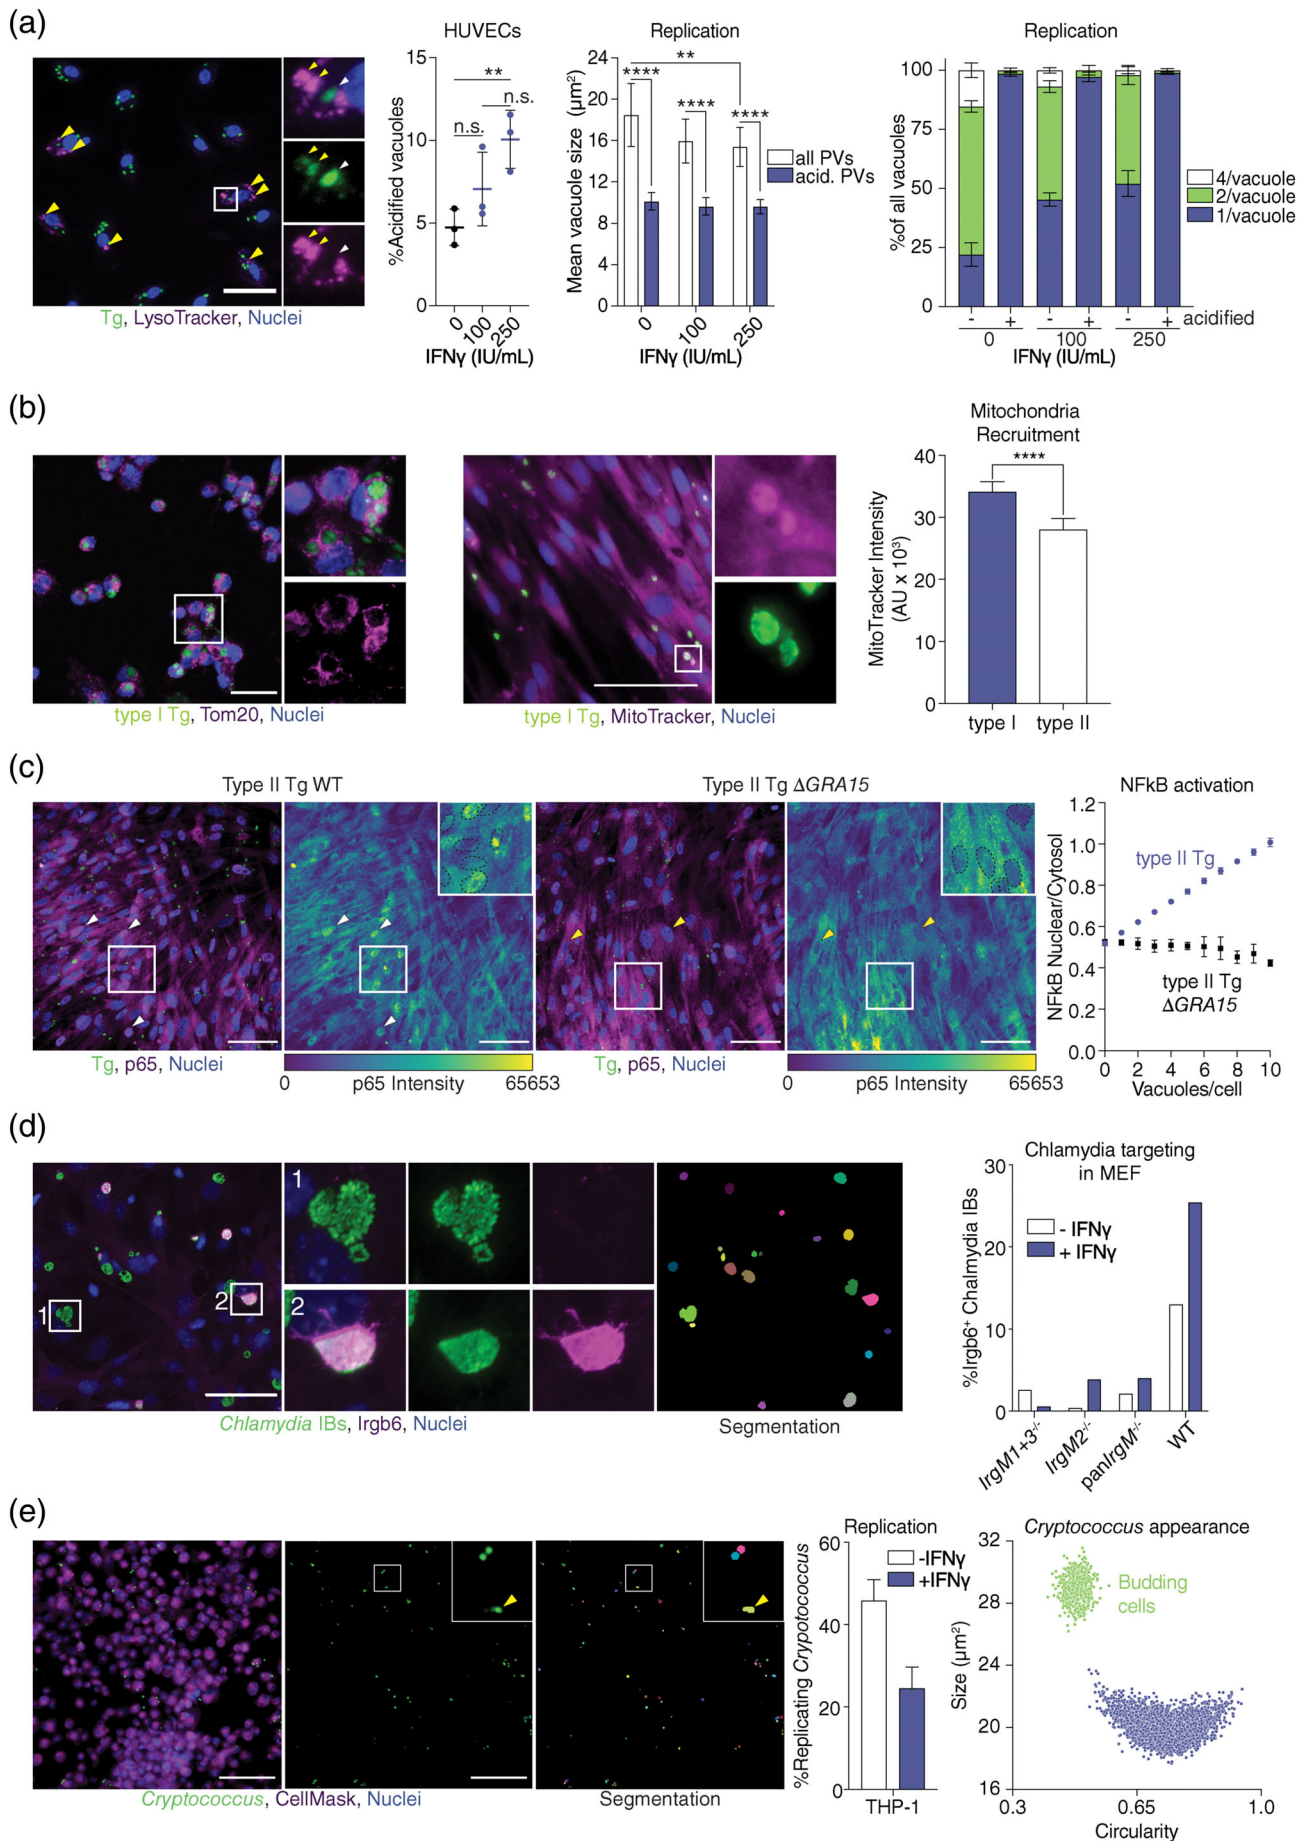 (a)
HUVECs
Replication
Replication
15
10
5
0
%Acidified vacuoles
**
n.s.
n.s.
0
100
250
IFNγ (IU/mL)
24
20
16
12
8
4
0
Mean vacuole size (µm²)
****
**
****
****
all PVs
acid. PVs
0
100
250
IFNγ (IU/mL)
100
75
50
25
0
%of all vacuoles
4/vacuole
2/vacuole
1/vacuole
- + - + - + acidified
0 100 250
IFNγ (IU/mL)
Tg, LysoTracker, Nuclei
(b)
Mitochondria
Recruitment
40
30
20
10
0
MitoTracker Intensity
(AU x 10³)
****
type I type II
type I Tg, Tom20, Nuclei
type I Tg, MitoTracker, Nuclei
(c)
Type II Tg WT
Type II Tg ΔGRA15
NFkB activation
1.2
1.0
0.8
0.6
0.4
0.2
0.0
NFkB Nuclear/Cytosol
type II Tg
type II Tg
ΔGRA15
0 2 4 6 8 10
Vacuoles/cell
Tg, p65, Nuclei
0 p65 Intensity 65653
Tg, p65, Nuclei
0 p65 Intensity 65653
(d)
1
2
1
2
Chlamydia IBs, Irgb6, Nuclei
Segmentation
Chlamydia targeting
in MEF
30
20
10
0
%Irgb6⁺ Chalmydia IBs
- IFNγ
+ IFNγ
IrgM1+3⁻/⁻
IrgM2⁻/⁻
panIrgM⁻/⁻
WT
(e)
Cryptococcus, CellMask, Nuclei
Segmentation
Replication
60
40
20
0
%Replicating Crypotococcus
-IFNγ
+IFNγ
THP-1
Cryptococcus appearance
32
28
24
20
16
Size (µm²)
Budding
cells
0.3 0.65 1.0
Circularity